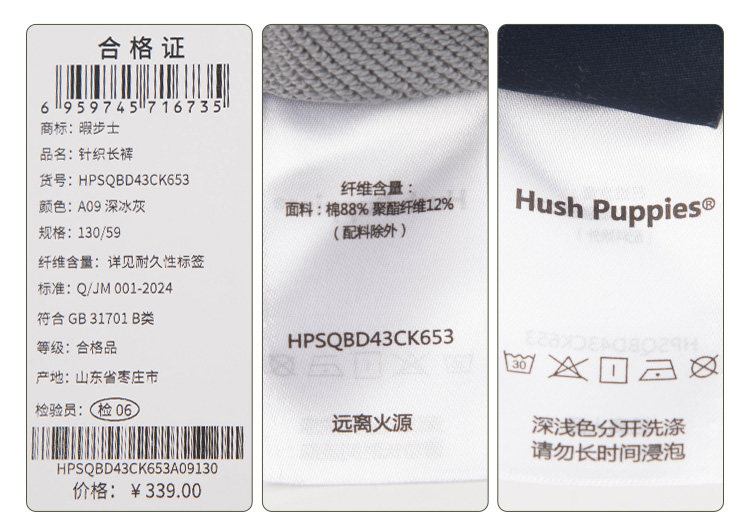 合格证
6 959745 716735
商标：暇步士
品名：针织长裤
货号：HPSQBD43CK653
颜色：A09 深冰灰
规格：130/59
纤维含量：详见耐久性标签
标准：Q/JM 001-2024
符合 GB 31701 B类
等级：合格品
产地：山东省枣庄市
检验员：检 06
HPSQBD43CK653A09130
价格：￥339.00
纤维含量：
面料：棉88% 聚酯纤维12%
（配料除外）
HPSQBD43CK653
远离火源
Hush Puppies®
30
深浅色分开洗涤
请勿长时间浸泡